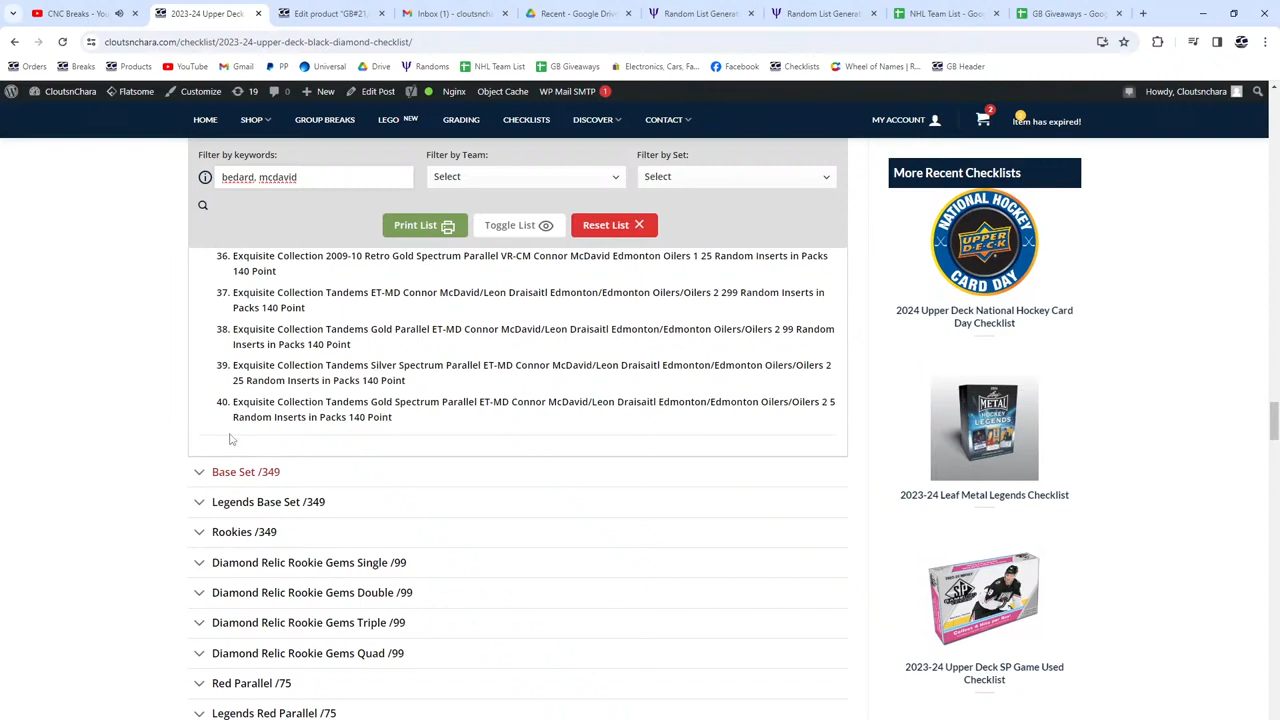 CNC Breaks - You
2023-24 Upper Deck
Edit product "GB#21,
Inbox (1) - cloutsnch
Recent - Google Driv
Random List Generat
Random List Generat
NHL Team List - Goo
GB Giveaways - Goog
cloutsnchara.com/checklist/2023-24-upper-deck-black-diamond-checklist/
Orders
Breaks
Products
YouTube
Gmail
PP
Universal
Drive
Randoms
NHL Team List
GB Giveaways
Electronics, Cars, Fa...
Facebook
Checklists
Wheel of Names | R...
GB Header
CloutsnChara
Flatsome
Customize
19
0
New
Edit Post
Nginx
Object Cache
WP Mail SMTP
1
Howdy, Cloutsnchara
HOME
SHOP
GROUP BREAKS
LEGO NEW
GRADING
CHECKLISTS
DISCOVER
CONTACT
MY ACCOUNT
2
Item has expired!
Filter by keywords:
Filter by Team:
Filter by Set:
bedard, mcdavid
Select
Select
Print List
Toggle List
Reset List
36. Exquisite Collection 2009-10 Retro Gold Spectrum Parallel VR-CM Connor McDavid Edmonton Oilers 1 25 Random Inserts in Packs
140 Point
37. Exquisite Collection Tandems ET-MD Connor McDavid/Leon Draisaitl Edmonton/Edmonton Oilers/Oilers 2 299 Random Inserts in
Packs 140 Point
38. Exquisite Collection Tandems Gold Parallel ET-MD Connor McDavid/Leon Draisaitl Edmonton/Edmonton Oilers/Oilers 2 99 Random
Inserts in Packs 140 Point
39. Exquisite Collection Tandems Silver Spectrum Parallel ET-MD Connor McDavid/Leon Draisaitl Edmonton/Edmonton Oilers/Oilers 2
25 Random Inserts in Packs 140 Point
40. Exquisite Collection Tandems Gold Spectrum Parallel ET-MD Connor McDavid/Leon Draisaitl Edmonton/Edmonton Oilers/Oilers 2 5
Random Inserts in Packs 140 Point
Base Set /349
Legends Base Set /349
Rookies /349
Diamond Relic Rookie Gems Single /99
Diamond Relic Rookie Gems Double /99
Diamond Relic Rookie Gems Triple /99
Diamond Relic Rookie Gems Quad /99
Red Parallel /75
Legends Red Parallel /75
More Recent Checklists
NATIONAL HOCKEY
UPPER
DECK
CARD DAY
2024 Upper Deck National Hockey Card
Day Checklist
METAL
LEGENDS
2023-24 Leaf Metal Legends Checklist
2023-24 Upper Deck SP Game Used
Checklist